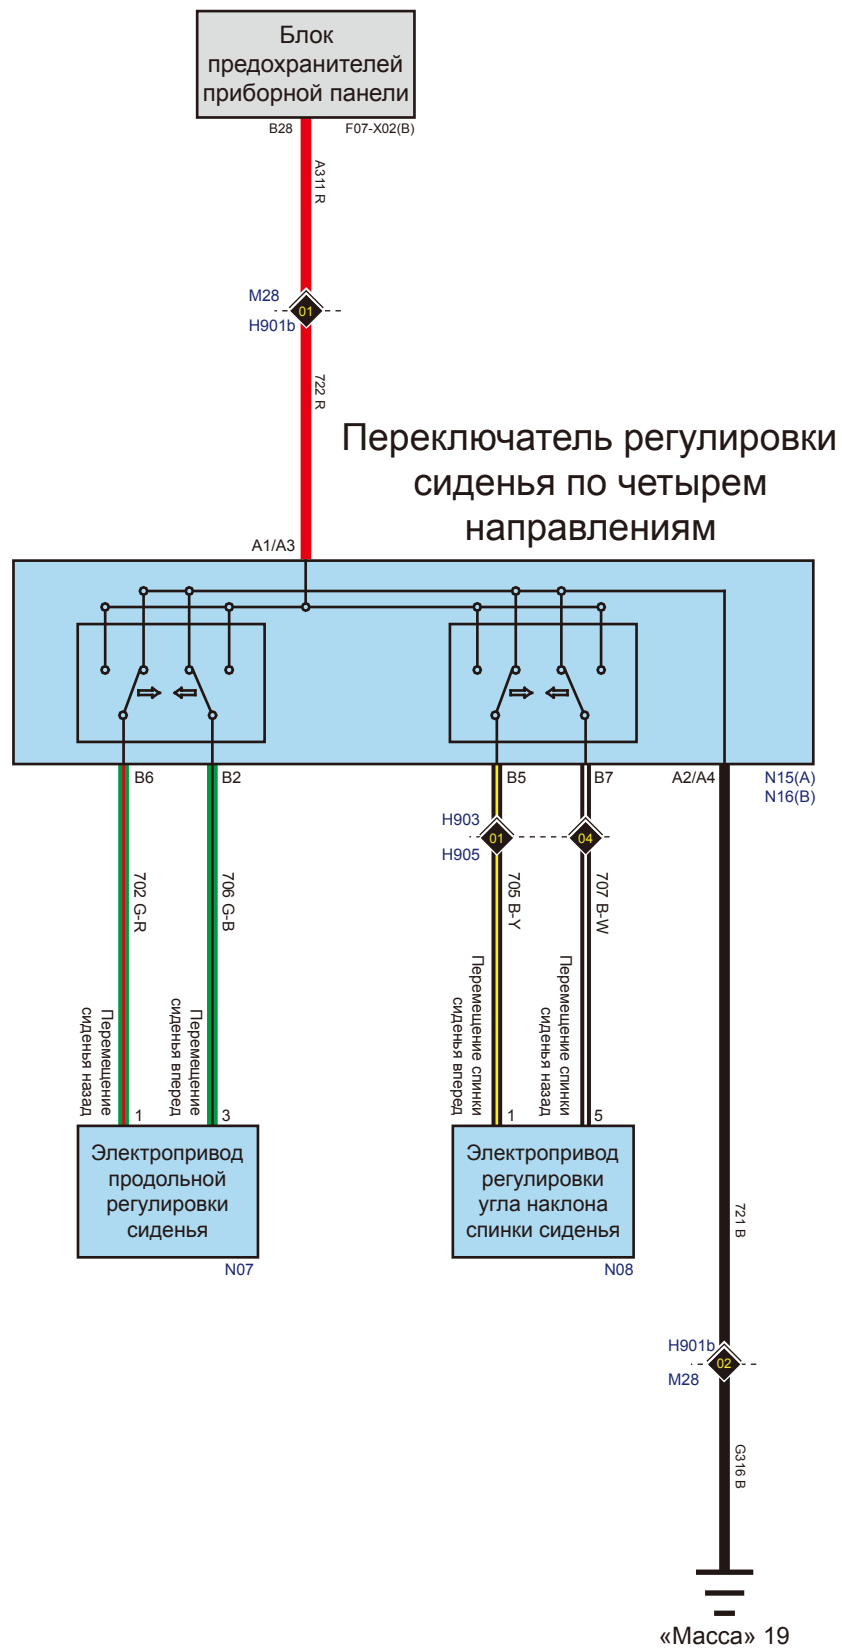 Блок
предохранителей
приборной панели
B28
F07-X02(B)
A311 R
M28
01
H901b
722 R
Переключатель регулировки
сиденья по четырем
направлениям
A1/A3
B6
B2
B5
B7
A2/A4
N15(A)
N16(B)
H903
01
04
H905
702 G-R
706 G-B
705 B-Y
707 B-W
Перемещение
сиденья назад
Перемещение
сиденья вперед
Перемещение спинки
сиденья вперед
Перемещение спинки
сиденья назад
1
3
1
5
Электропривод
продольной
регулировки
сиденья
N07
Электропривод
регулировки
угла наклона
спинки сиденья
N08
721 B
H901b
02
M28
G316 B
«Масса» 19